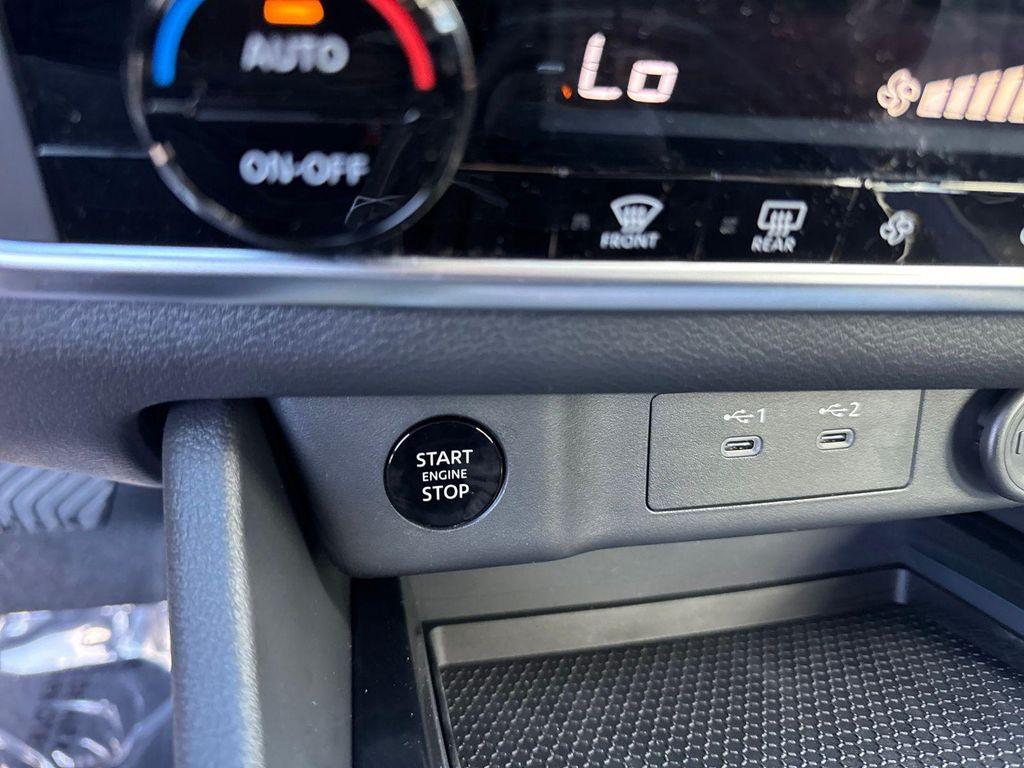 AUTO
Lo
ON-OFF
FRONT
REAR
START
ENGINE
STOP
1
2